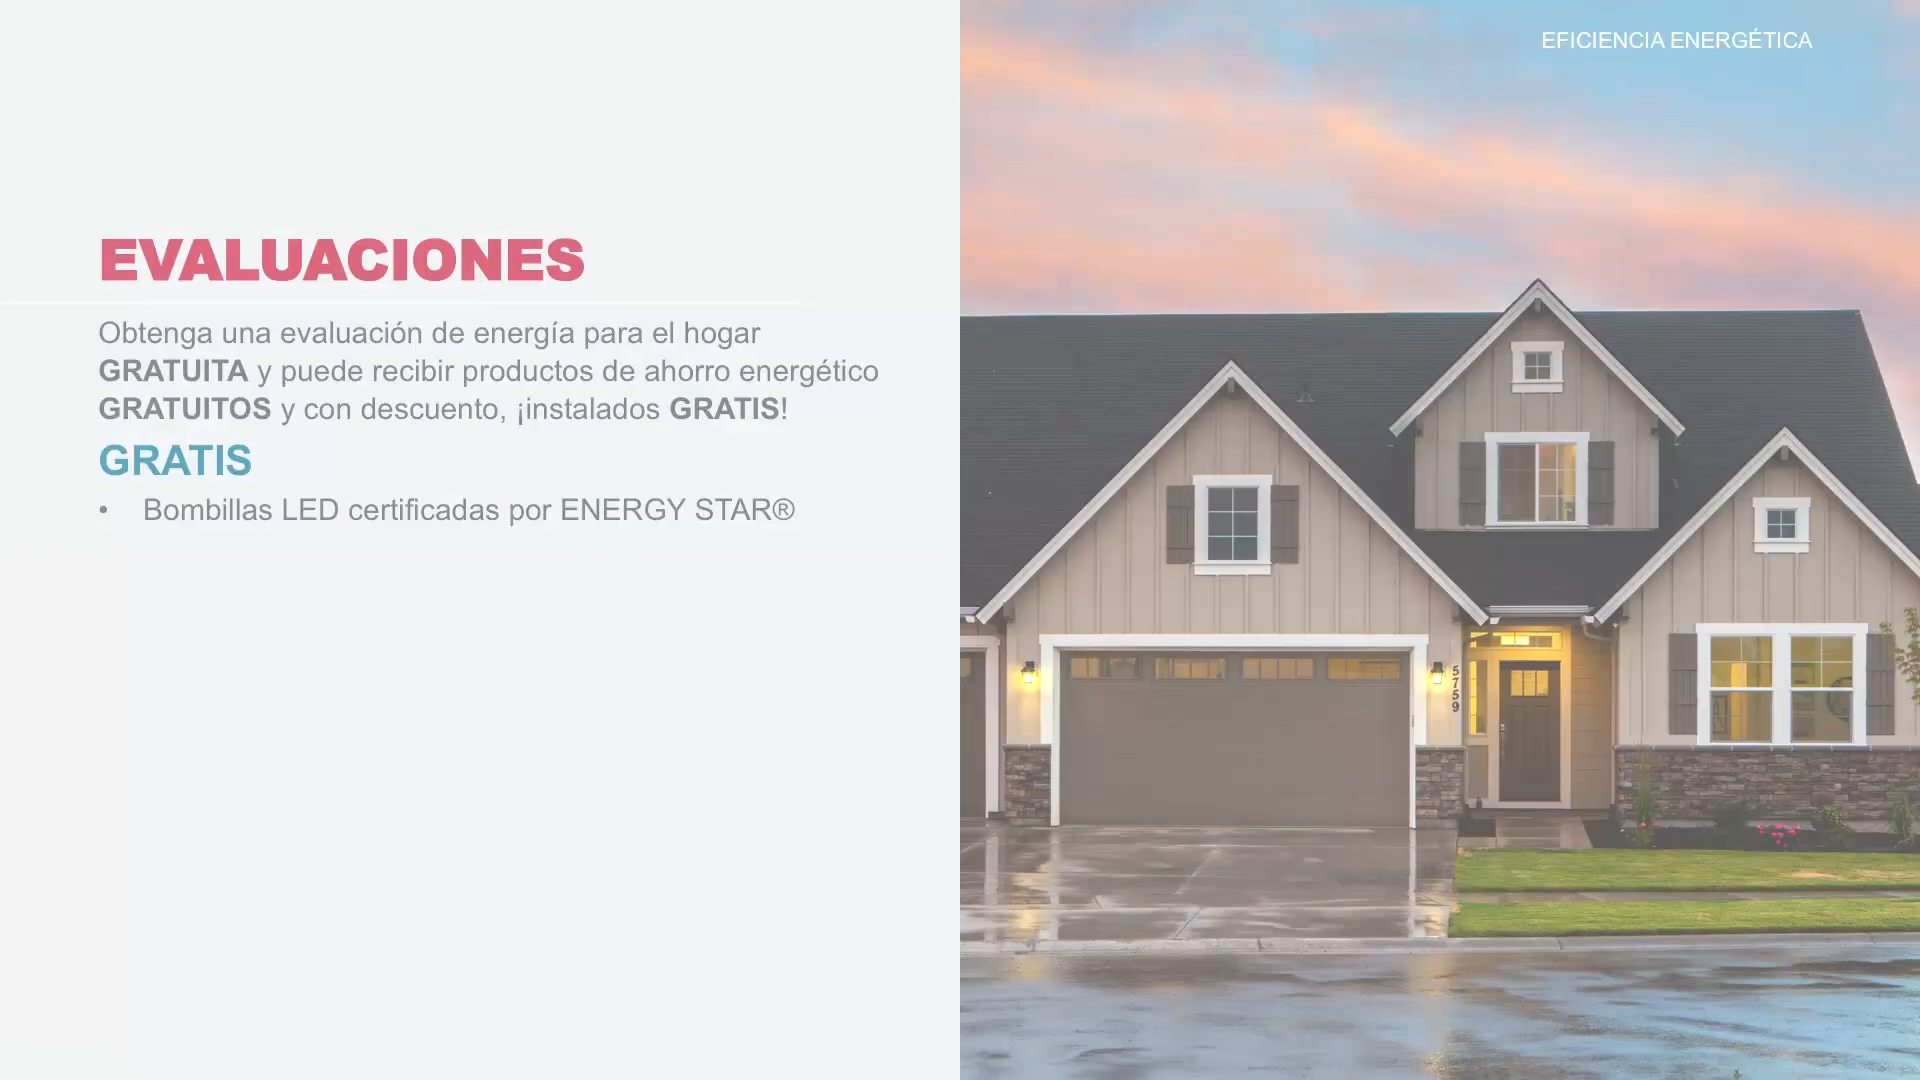 EFICIENCIA ENERGÉTICA
EVALUACIONES
Obtenga una evaluación de energía para el hogar
GRATUITA y puede recibir productos de ahorro energético
GRATUITOS y con descuento, ¡instalados GRATIS!
GRATIS
• Bombillas LED certificadas por ENERGY STAR®
5759